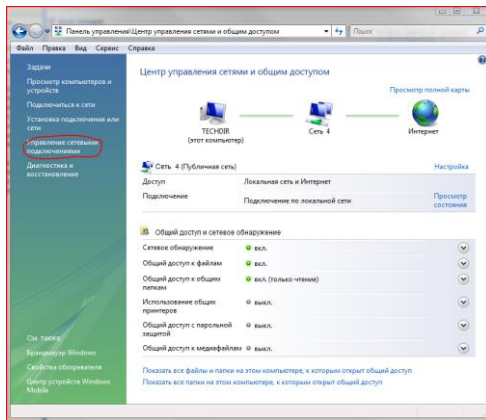 Панель управления\Центр управления сетями и общим доступом
Поиск
Файл Правка Вид Сервис Справка
Задачи
Просмотр компьютеров и
устройств
Подключиться к сети
Установка подключения или
сети
Управление сетевыми
подключениями
Диагностика и
восстановление
См. также
Брандмауэр Windows
Свойства обозревателя
Центр устройств Windows
Mobile
Центр управления сетями и общим доступом
Просмотр полной карты
TECHDIR
(этот компьютер)
Сеть 4
Интернет
Сеть 4 (Публичная сеть)
Настройка
Доступ Локальная сеть и Интернет
Подключение Подключение по локальной сети
Просмотр
состояния
Общий доступ и сетевое обнаружение
Сетевое обнаружение вкл.
Общий доступ к файлам вкл.
Общий доступ к общим
папкам
вкл. (только чтение)
Использование общих
принтеров
выкл.
Общий доступ с парольной
защитой
выкл.
Общий доступ к медиафайлам выкл.
Показать все файлы и папки на этом компьютере, к которым открыт общий доступ
Показать все папки на этом компьютере, к которым открыт общий доступ